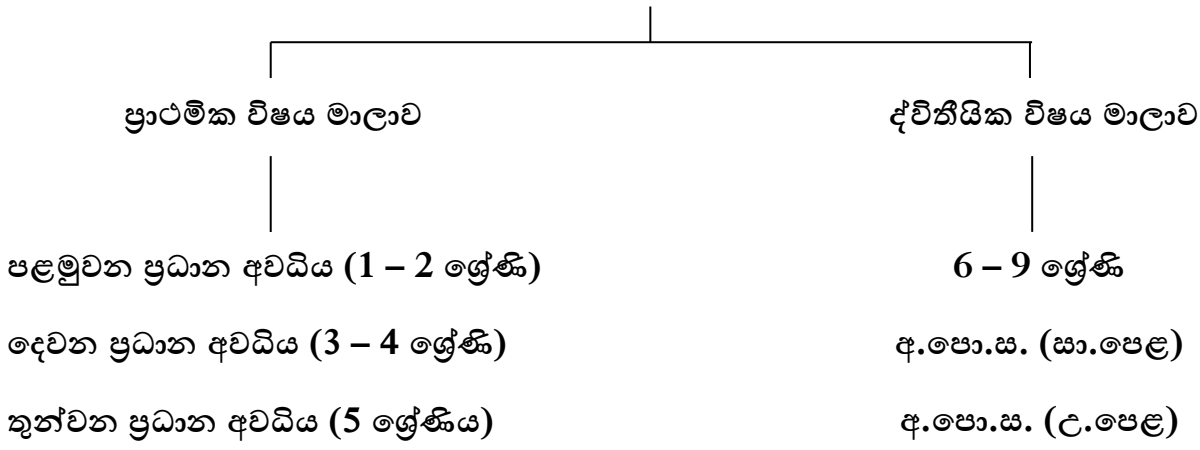 ප්‍රාථමික විෂය මාලාව
ද්විතීයික විෂය මාලාව
පළමුවන ප්‍රධාන අවධිය (1 – 2 ශ්‍රේණි)
6 – 9 ශ්‍රේණි
දෙවන ප්‍රධාන අවධිය (3 – 4 ශ්‍රේණි)
අ.පො.ස. (සා.පෙළ)
තුන්වන ප්‍රධාන අවධිය (5 ශ්‍රේණිය)
අ.පො.ස. (උ.පෙළ)